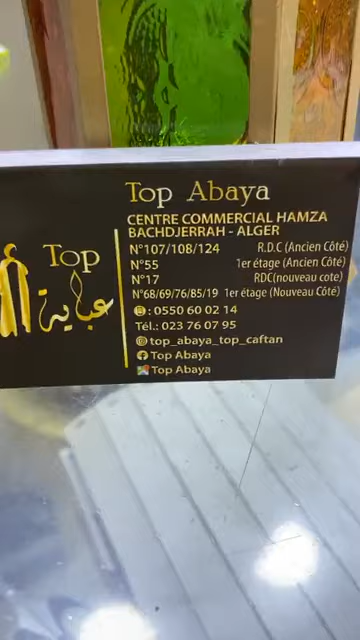 Top Abaya
CENTRE COMMERCIAL HAMZA
BACHDJERRAH - ALGER
N°107/108/124 R.D.C (Ancien Côté)
N°55 1er étage (Ancien Coté)
N°17 RDC(nouveau cote)
N°68/69/76/85/19 1er étage (Nouveau Côté)
: 0550 60 02 14
Tél.: 023 76 07 95
top_abaya_top_caftan
Top Abaya
Top Abaya
Top
عباية